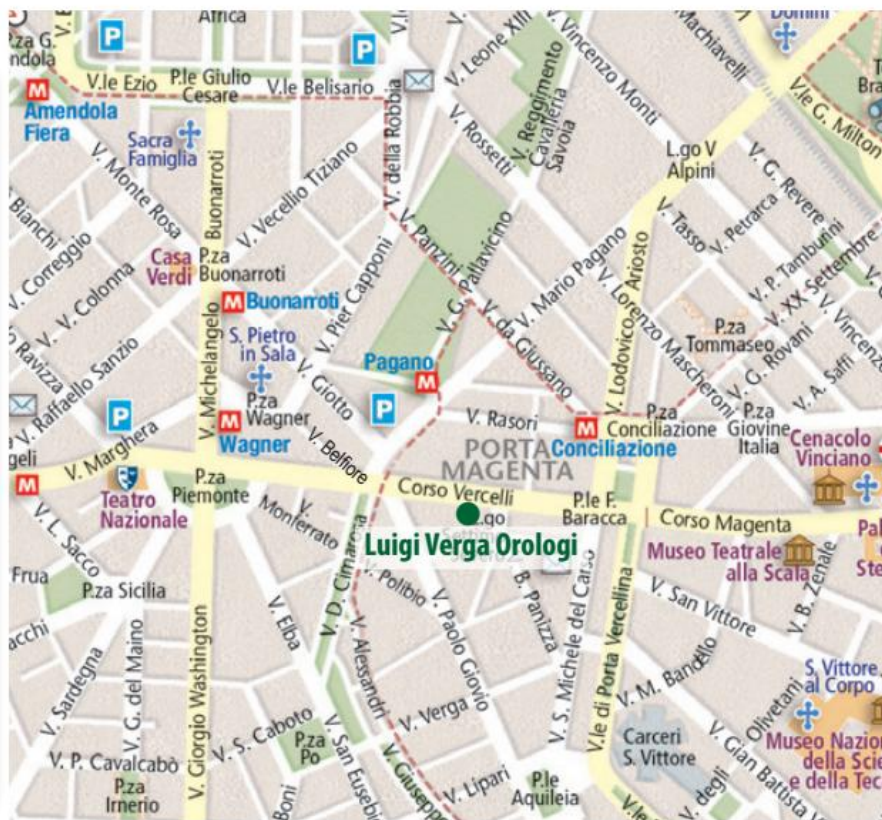 Africa
Domini
P.za G.
V.le Ezio
P.le Giulio
Cesare
V.le Belisario
V. Leone XIII
V. Vincenzo Monti
Machiavelli
V.le G. Milton
P
P
M
Amendola
Fiera
Sacra
Famiglia
V. della Robbia
V. Reggimento
Cavalleria
Savoia
V. Rossetti
L.go V
Alpini
V. G. Revere
Bianchi
V. Monte Rosa
Buonarroti
V. Vecellio Tiziano
V. Tasso
V. Petrarca
V. Correggio
Casa
Verdi
P.za
Buonarroti
V. Pier Capponi
V. Panzini
V. G. Pallavicino
V. Mario Pagano
V. Lodovico Ariosto
V. P. Tamburini
V. XX Settembre
V. Colonna
M
Buonarroti
V. Lorenzo Mascheroni
P.za
Tommaseo
V. Vincenzo
Ravizza
V. Raffaello Sanzio
V. Michelangelo
S. Pietro
in Sala
Pagano
M
V. da Giussano
V. G. Rovani
V. A. Saffi
P
P.za
Wagner
V. Giotto
P
V. Rasori
M
Conciliazione
P.za
Conciliazione
P.za
Giovine
Italia
M
Wagner
V. Belfiore
PORTA
MAGENTA
Cenacolo
Vinciano
V. Marghera
M
Teatro
Nazionale
P.za
Piemonte
Corso Vercelli
P.le F.
Baracca
Corso Magenta
V.
Monferrato
Luigi Verga Orologi
Museo Teatrale
alla Scala
V. L. Sacco
Frua
P.za Sicilia
V. D. Cimarosa
V. Polibio
B. Panizza
V. S. Michele del Carso
V.le di Porta Vercellina
V. San Vittore
V. B. Zenale
V. Sardegna
V. G. del Maino
V. Giorgio Washington
V. Elba
V. Alessandri
V. Paolo Giovio
V. Verga
V. M. Bandello
Olivetani
S. Vittore
al Corpo
V. S. Caboto
P.za
Po
V. San Eusebio
Carceri
S. Vittore
V. Gian Battista
V. degli
V. P. Cavalcabò
P.za
Irnerio
Boni
V. Giuseppe
V. Lipari
P.le
Aquileia
V.le
Museo Nazion
della Scie
e della Tec